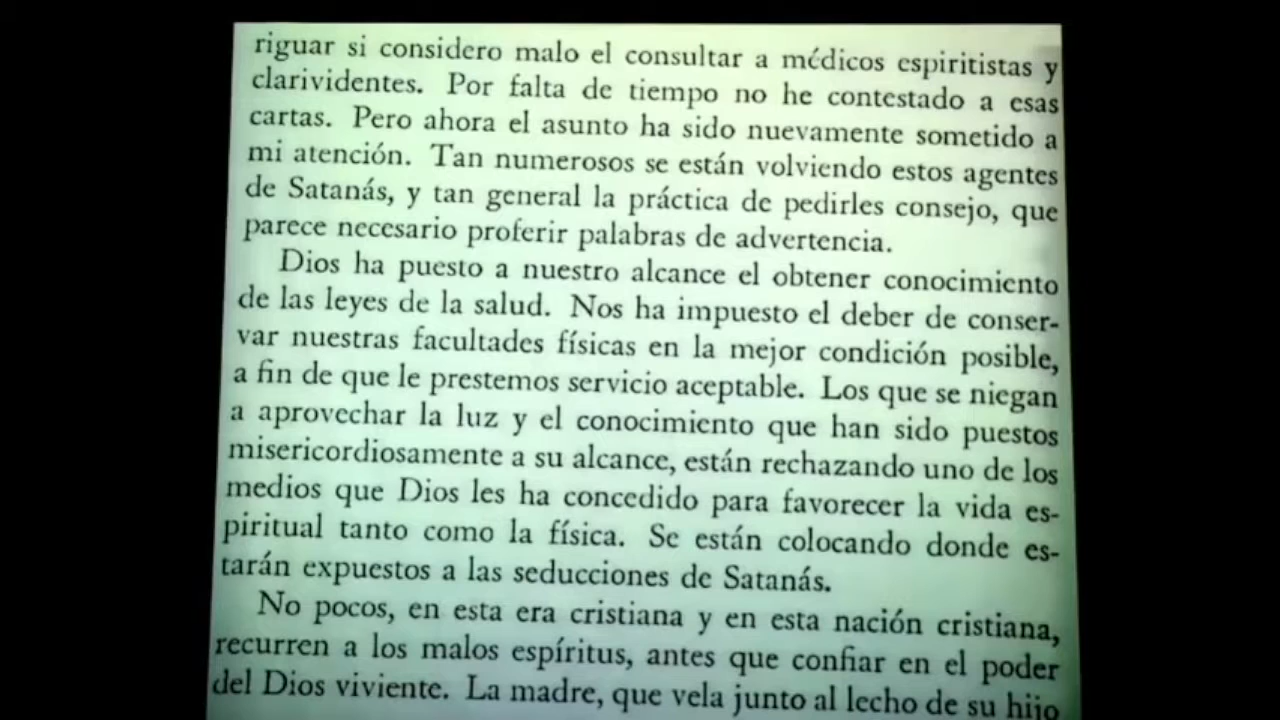 riguar si considero malo el consultar a médicos espiritistas y
clarividentes. Por falta de tiempo no he contestado a esas
cartas. Pero ahora el asunto ha sido nuevamente sometido a
mi atención. Tan numerosos se están volviendo estos agentes
de Satanás, y tan general la práctica de pedirles consejo, que
parece necesario proferir palabras de advertencia.
Dios ha puesto a nuestro alcance el obtener conocimiento
de las leyes de la salud. Nos ha impuesto el deber de conser-
var nuestras facultades físicas en la mejor condición posible,
a fin de que le prestemos servicio aceptable. Los que se niegan
a aprovechar la luz y el conocimiento que han sido puestos
misericordiosamente a su alcance, están rechazando uno de los
medios que Dios les ha concedido para favorecer la vida es-
piritual tanto como la física. Se están colocando donde es-
tarán expuestos a las seducciones de Satanás.
No pocos, en esta era cristiana y en esta nación cristiana,
recurren a los malos espíritus, antes que confiar en el poder
del Dios viviente. La madre, que vela junto al lecho de su hijo